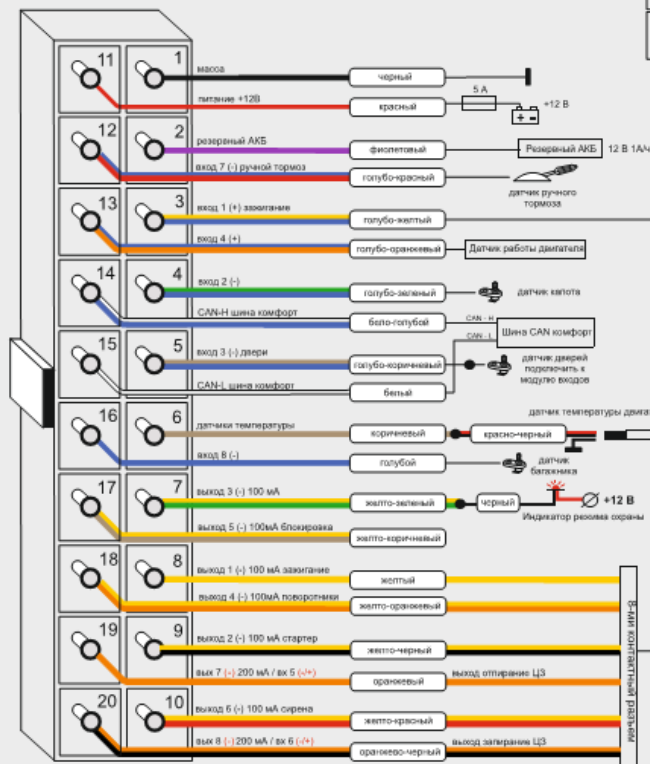 11 1 масса черный
питание +12В красный 5 А +12 В
12 2 резервный АКБ фиолетовый Резервный АКБ 12 В 1А/ч
вход 7 (-) ручной тормоз голубо-красный
датчик ручного
тормоза
13 3 вход 1 (+) зажигание голубо-желтый
вход 4 (+) голубо-оранжевый Датчик работы двигателя
14 4 вход 2 (-) голубо-зеленый датчик капота
CAN-H шина комфорт бело-голубой CAN - H
Шина CAN комфорт
CAN - L
15 5 вход 3 (-) двери голубо-коричневый
датчик дверей
подключить к
модулю входов
CAN-L шина комфорт белый
датчик температуры двига
16 6 датчики температуры коричневый красно-черный
вход 8 (-) голубой
датчик
багажника
17 7 выход 3 (-) 100 мА желто-зеленый черный +12 В
Индикатор режима охраны
выход 5 (-) 100мА блокировка желто-коричневый
18 8 выход 1 (-) 100 мА зажигание желтый
выход 4 (-) 100мА поворотники желто-оранжевый
19 9 выход 2 (-) 100 мА стартер желто-черный
вых 7 (-) 200 мА / вх 5 (-/+) оранжевый выход отпирание ЦЗ
20 10 выход 6 (-) 100 мА сирена желто-красный
вых 8 (-) 200 мА / вх 6 (-/+) оранжево-черный выход запирание ЦЗ
8-ми контактный разъем